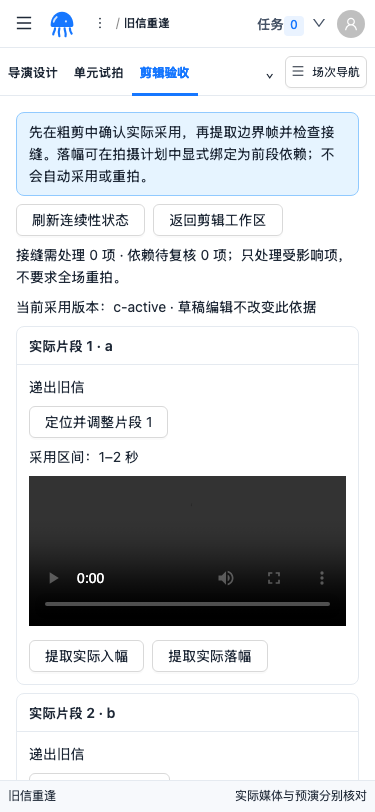 / 旧信重逢
任务 0
导演设计 单元试拍 剪辑验收
场次导航
先在粗剪中确认实际采用，再提取边界帧并检查接
缝。落幅可在拍摄计划中显式绑定为前段依赖；不
会自动采用或重拍。
刷新连续性状态 返回剪辑工作区
接缝需处理 0 项 · 依赖待复核 0 项；只处理受影响项，
不要求全场重拍。
当前采用版本：c-active · 草稿编辑不改变此依据
实际片段 1 · a
递出旧信
定位并调整片段 1
采用区间：1–2 秒
0:00
提取实际入幅 提取实际落幅
实际片段 2 · b
递出旧信
旧信重逢 实际媒体与预演分别核对